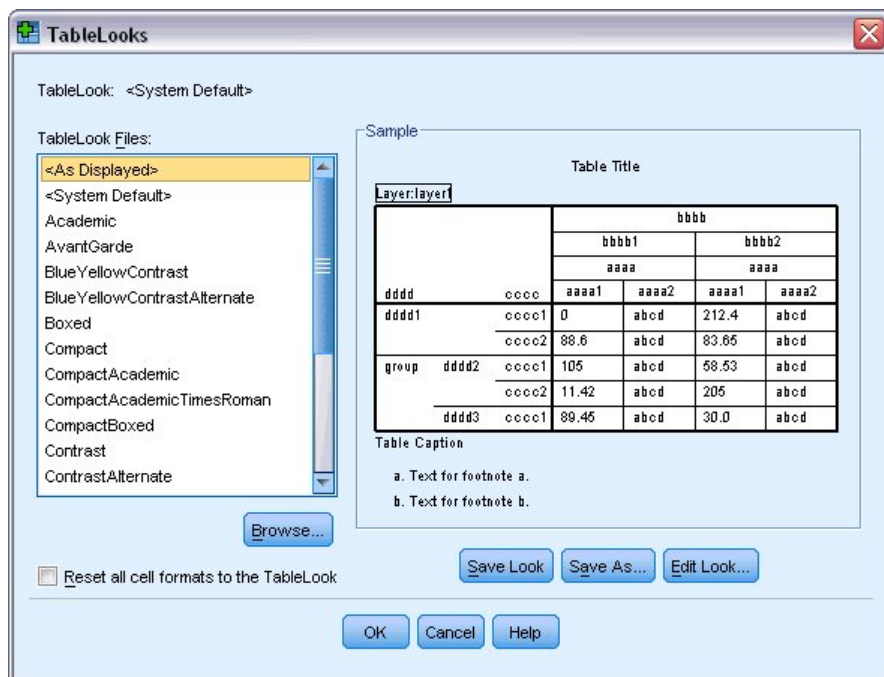 TableLooks
TableLook: <System Default>
TableLook Files:
<As Displayed>
<System Default>
Academic
AvantGarde
BlueYellowContrast
BlueYellowContrastAlternate
Boxed
Compact
CompactAcademic
CompactAcademicTimesRoman
CompactBoxed
Contrast
ContrastAlternate
Browse...
Reset all cell formats to the TableLook
Sample
Table Title
Layer:layer1
bbbb
bbbb1 bbbb2
aaaa aaaa
dddd cccc aaaa1 aaaa2 aaaa1 aaaa2
dddd1 cccc1 0 abcd 212.4 abcd
cccc2 88.6 abcd 83.65 abcd
group dddd2 cccc1 105 abcd 58.53 abcd
cccc2 11.42 abcd 205 abcd
dddd3 cccc1 89.45 abcd 30.0 abcd
Table Caption
a. Text for footnote a.
b. Text for footnote b.
Save Look Save As... Edit Look...
OK Cancel Help